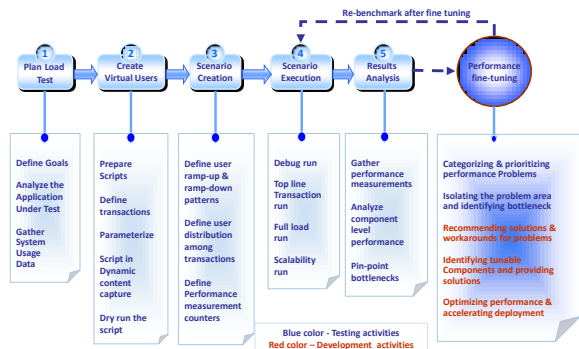 Re-benchmark after fine tuning
1
Plan Load
Test
2
Create
Virtual Users
3
Scenario
Creation
4
Scenario
Execution
5
Results
Analysis
Performance
fine-tuning
Define Goals
Analyze the
Application
Under Test
Gather
System
Usage
Data
Prepare
Scripts
Define
transactions
Parameterize
Script in
Dynamic
content
capture
Dry run the
script
Define user
ramp-up &
ramp-down
patterns
Define user
distribution
among
transactions
Define
Performance
measurement
counters
Debug run
Top line
Transaction
run
Full load
run
Scalability
run
Gather
performance
measurements
Analyze
component
level
performance
Pin-point
bottlenecks
Categorizing & prioritizing
performance Problems
Isolating the problem area
and identifying bottleneck
Recommending solutions &
workarounds for problems
Identifying tunable
Components and providing
solutions
Optimizing performance &
accelerating deployment
Blue color - Testing activities
Red color – Development activities